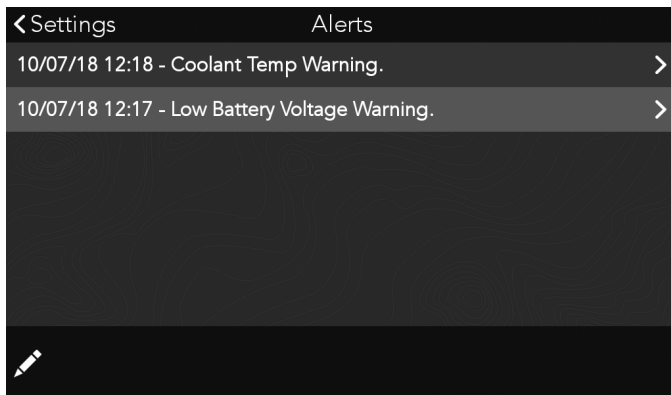 Settings
Alerts
10/07/18 12:18 - Coolant Temp Warning.
10/07/18 12:17 - Low Battery Voltage Warning.